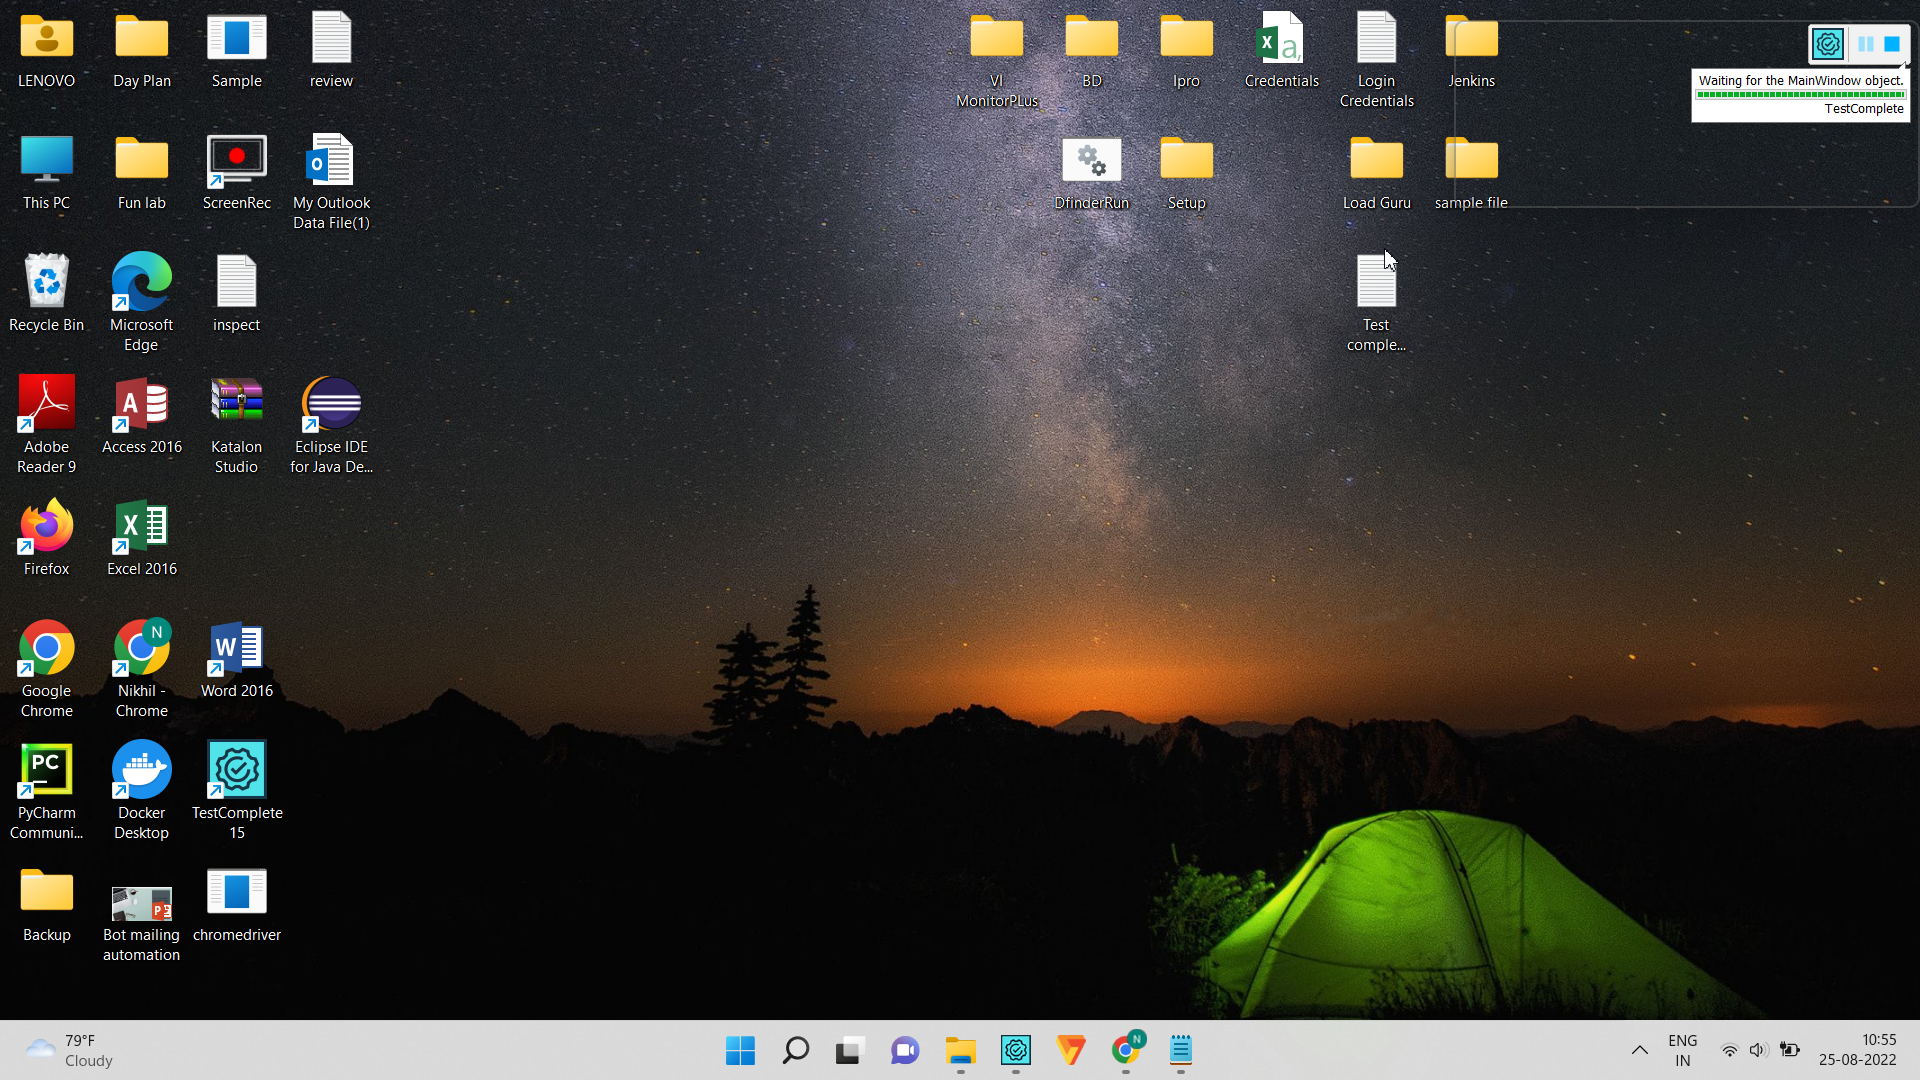 LENOVO
Day Plan
Sample
review
VI
MonitorPLus
BD
Ipro
Credentials
Login
Credentials
Jenkins
Waiting for the MainWindow object.
TestComplete
This PC
Fun lab
ScreenRec
My Outlook
Data File(1)
DfinderRun
Setup
Load Guru
sample file
Recycle Bin
Microsoft
Edge
inspect
Test
comple...
Adobe
Reader 9
Access 2016
Katalon
Studio
Eclipse IDE
for Java De...
Firefox
Excel 2016
Google
Chrome
N
Nikhil -
Chrome
Word 2016
PC
PyCharm
Communi...
Docker
Desktop
TestComplete
15
Backup
Bot mailing
automation
chromedriver
79°F
Cloudy
N
ENG
IN
10:55
25-08-2022